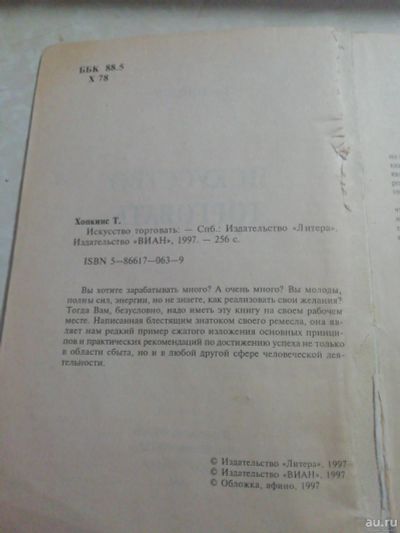 ББК 88.5
Х 78
Хопкинс Т.
Искусство торговать: — Спб.: Издательство «Литера»,
Издательство «ВИАН», 1997. — 256 с.
ISBN 5—86617—063—9
Вы хотите зарабатывать много? А очень много? Вы молоды,
полны сил, энергии, но не знаете, как реализовать свои желания?
Тогда Вам, безусловно, надо иметь эту книгу на своем рабочем
месте. Написанная блестящим знатоком своего ремесла, она яв-
ляет нам редкий пример сжатого изложения основных принци-
пов и практических рекомендаций по достижению успеха не только
в области сбыта, но и в любой другой сфере человеческой дея-
тельности.
© Издательство «Литера», 1997
© Издательство «ВИАН», 1997
© Обложка, афино, 1997
au.ru